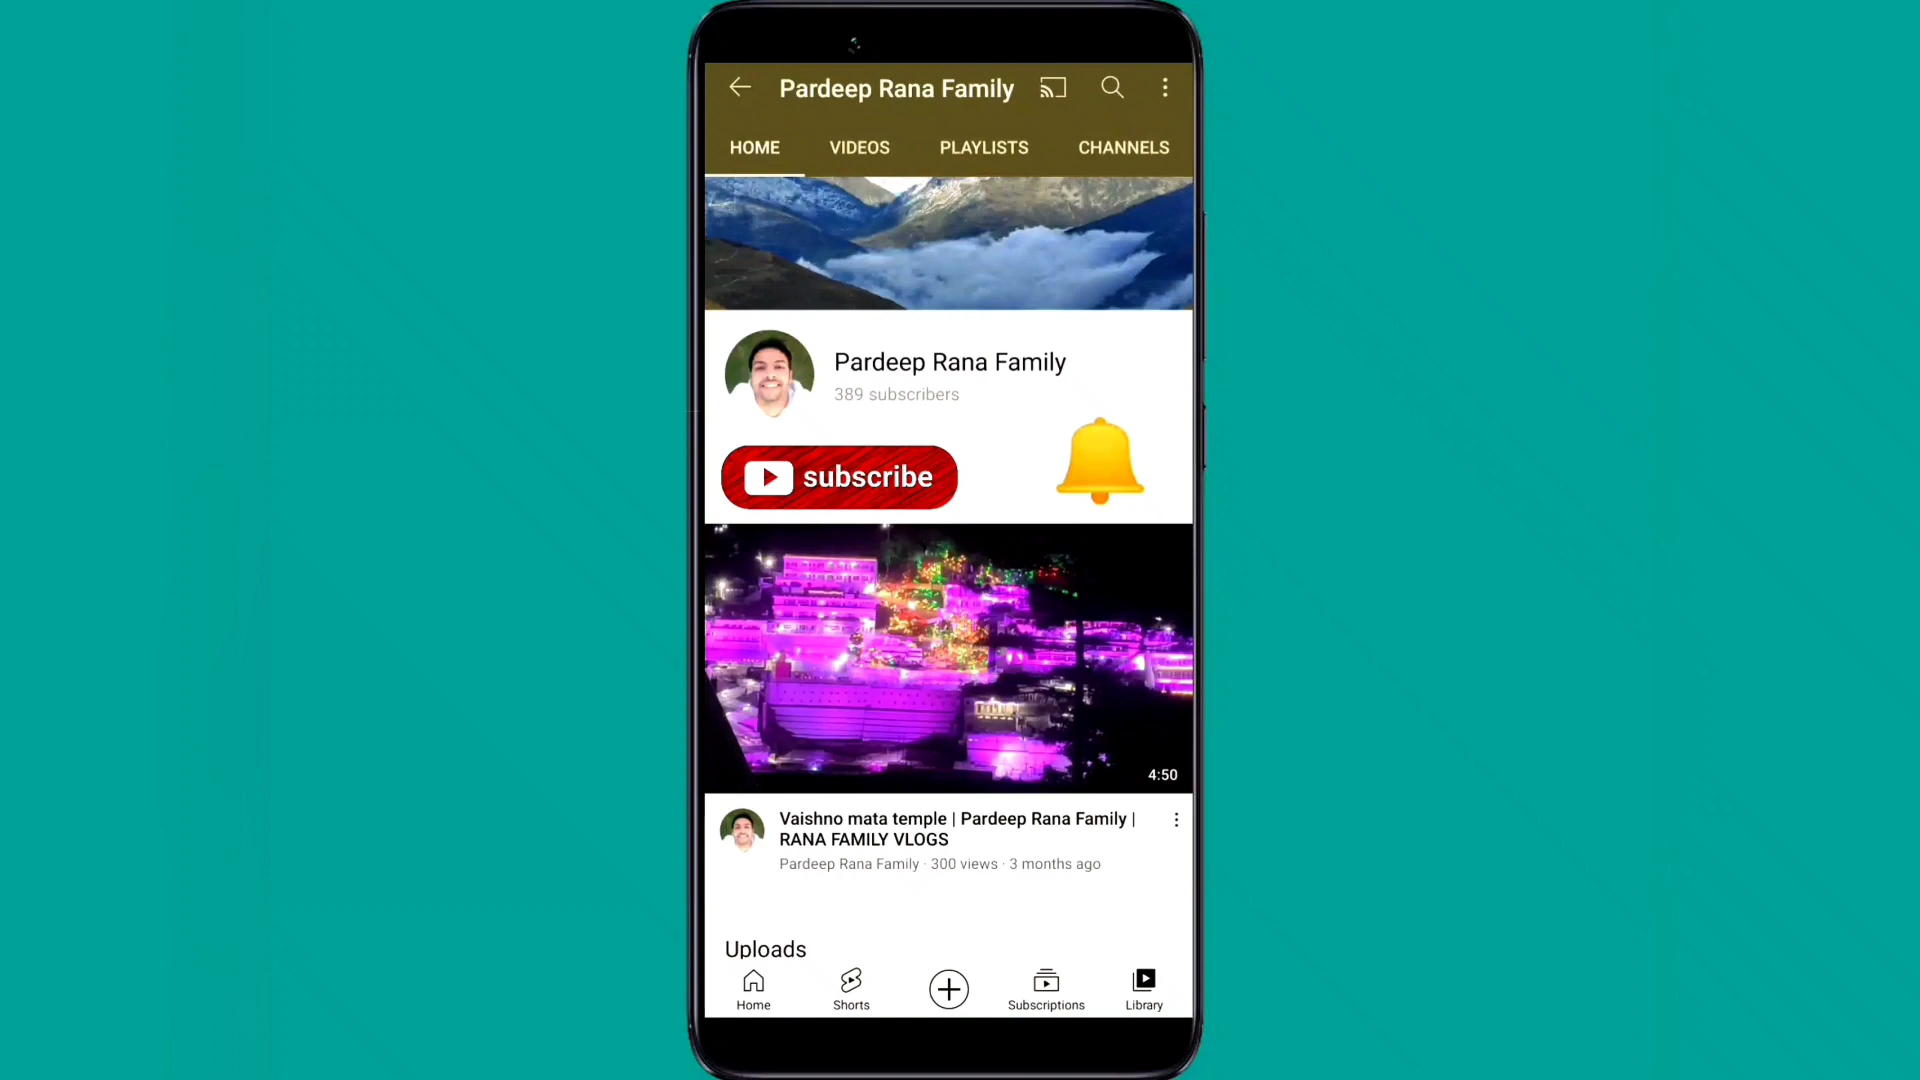 Pardeep Rana Family
HOME VIDEOS PLAYLISTS CHANNELS
Pardeep Rana Family
389 subscribers
subscribe
4:50
Vaishno mata temple | Pardeep Rana Family |
RANA FAMILY VLOGS
Pardeep Rana Family · 300 views · 3 months ago
Uploads
Home Shorts Subscriptions Library